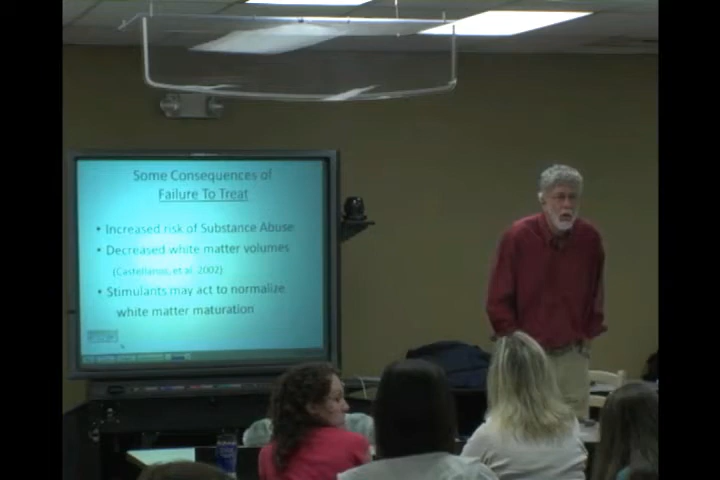 Some Consequences of
Failure To Treat
• Increased risk of Substance Abuse
• Decreased white matter volumes
(Castellanos, et al. 2002)
• Stimulants may act to normalize
white matter maturation